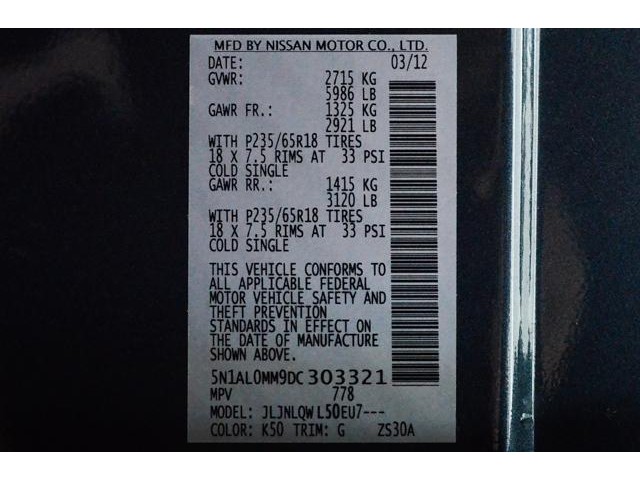 MFD BY NISSAN MOTOR CO., LTD.
DATE: 03/12
GVWR: 2715 KG
5986 LB
GAWR FR.: 1325 KG
2921 LB
WITH P235/65R18 TIRES
18 X 7.5 RIMS AT 33 PSI
COLD SINGLE
GAWR RR.: 1415 KG
3120 LB
WITH P235/65R18 TIRES
18 X 7.5 RIMS AT 33 PSI
COLD SINGLE
THIS VEHICLE CONFORMS TO
ALL APPLICABLE FEDERAL
MOTOR VEHICLE SAFETY AND
THEFT PREVENTION
STANDARDS IN EFFECT ON
THE DATE OF MANUFACTURE
SHOWN ABOVE.
5N1AL0MM9DC303321
MPV 778
MODEL: JLJNLQWL50EU7---
COLOR: K50 TRIM: G ZS30A